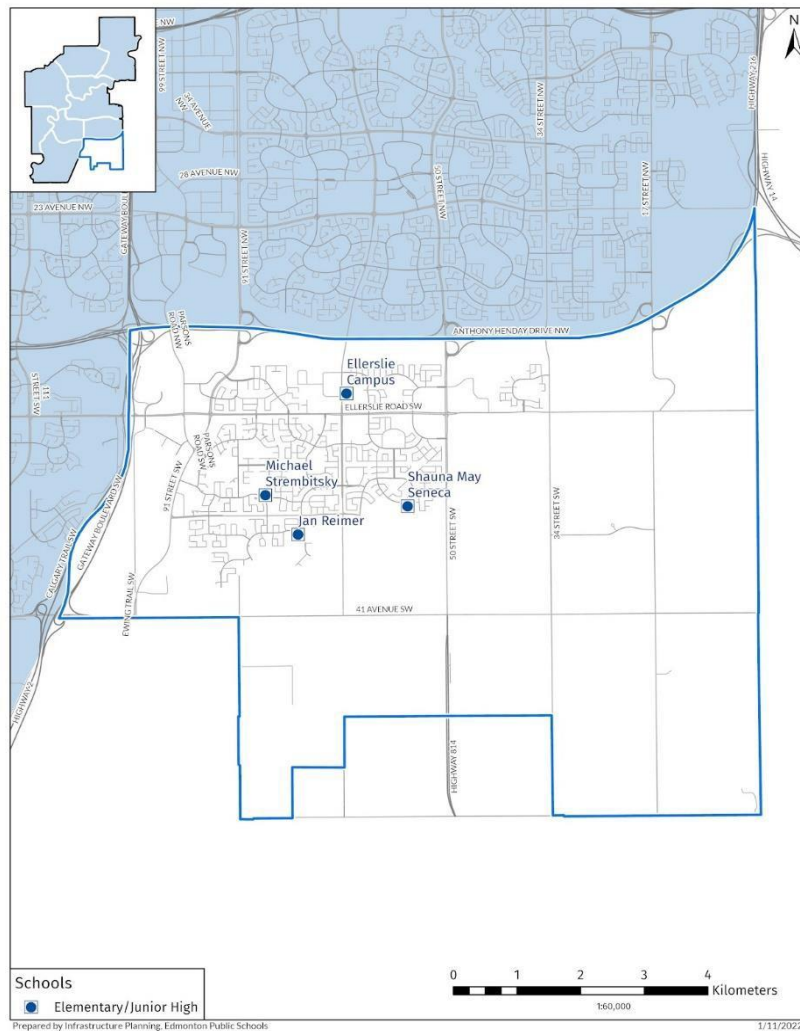 NW
N
99 STREET NW
34 AVENUE
NW
28 AVENUE NW
23 AVENUE NW
GATEWAY BOULE
91 STREET NW
50 STREET NW
34 STREET NW
17 STREET NW
HIGHWAY 216
HIGHWAY 14
PARSONS
ROAD NW
ANTHONY HENDAY DRIVE NW
111
STREET SW
Ellerslie
Campus
ELLERSLIE ROAD SW
PARSONS
ROAD SW
91 STREET SW
Michael
Strembitsky
Shauna May
Seneca
Jan Reimer
50 STREET SW
34 STREET SW
CALGARY TRAIL SW
GATEWAY BOULEVARD SW
EWING TRAIL SW
41 AVENUE SW
HIGHWAY 2
HIGHWAY 814
Schools
Elementary/Junior High
0 1 2 3 4
Kilometers
1:60,000
Prepared by Infrastructure Planning, Edmonton Public Schools